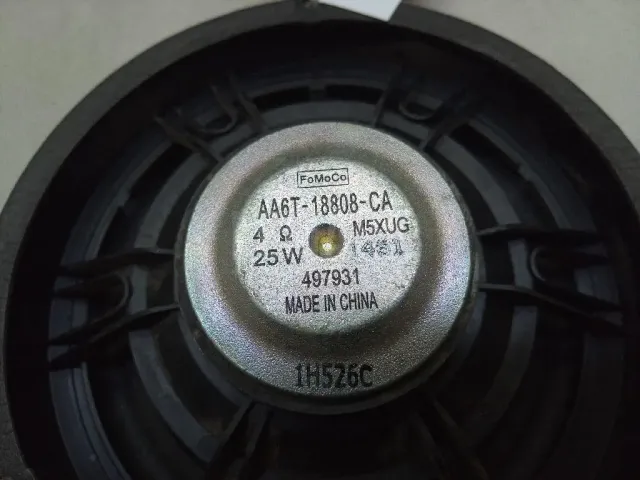 FoMoCo
AA6T-18808-CA
4 Ω M5XUG
25W 1451
497931
MADE IN CHINA
1H526C